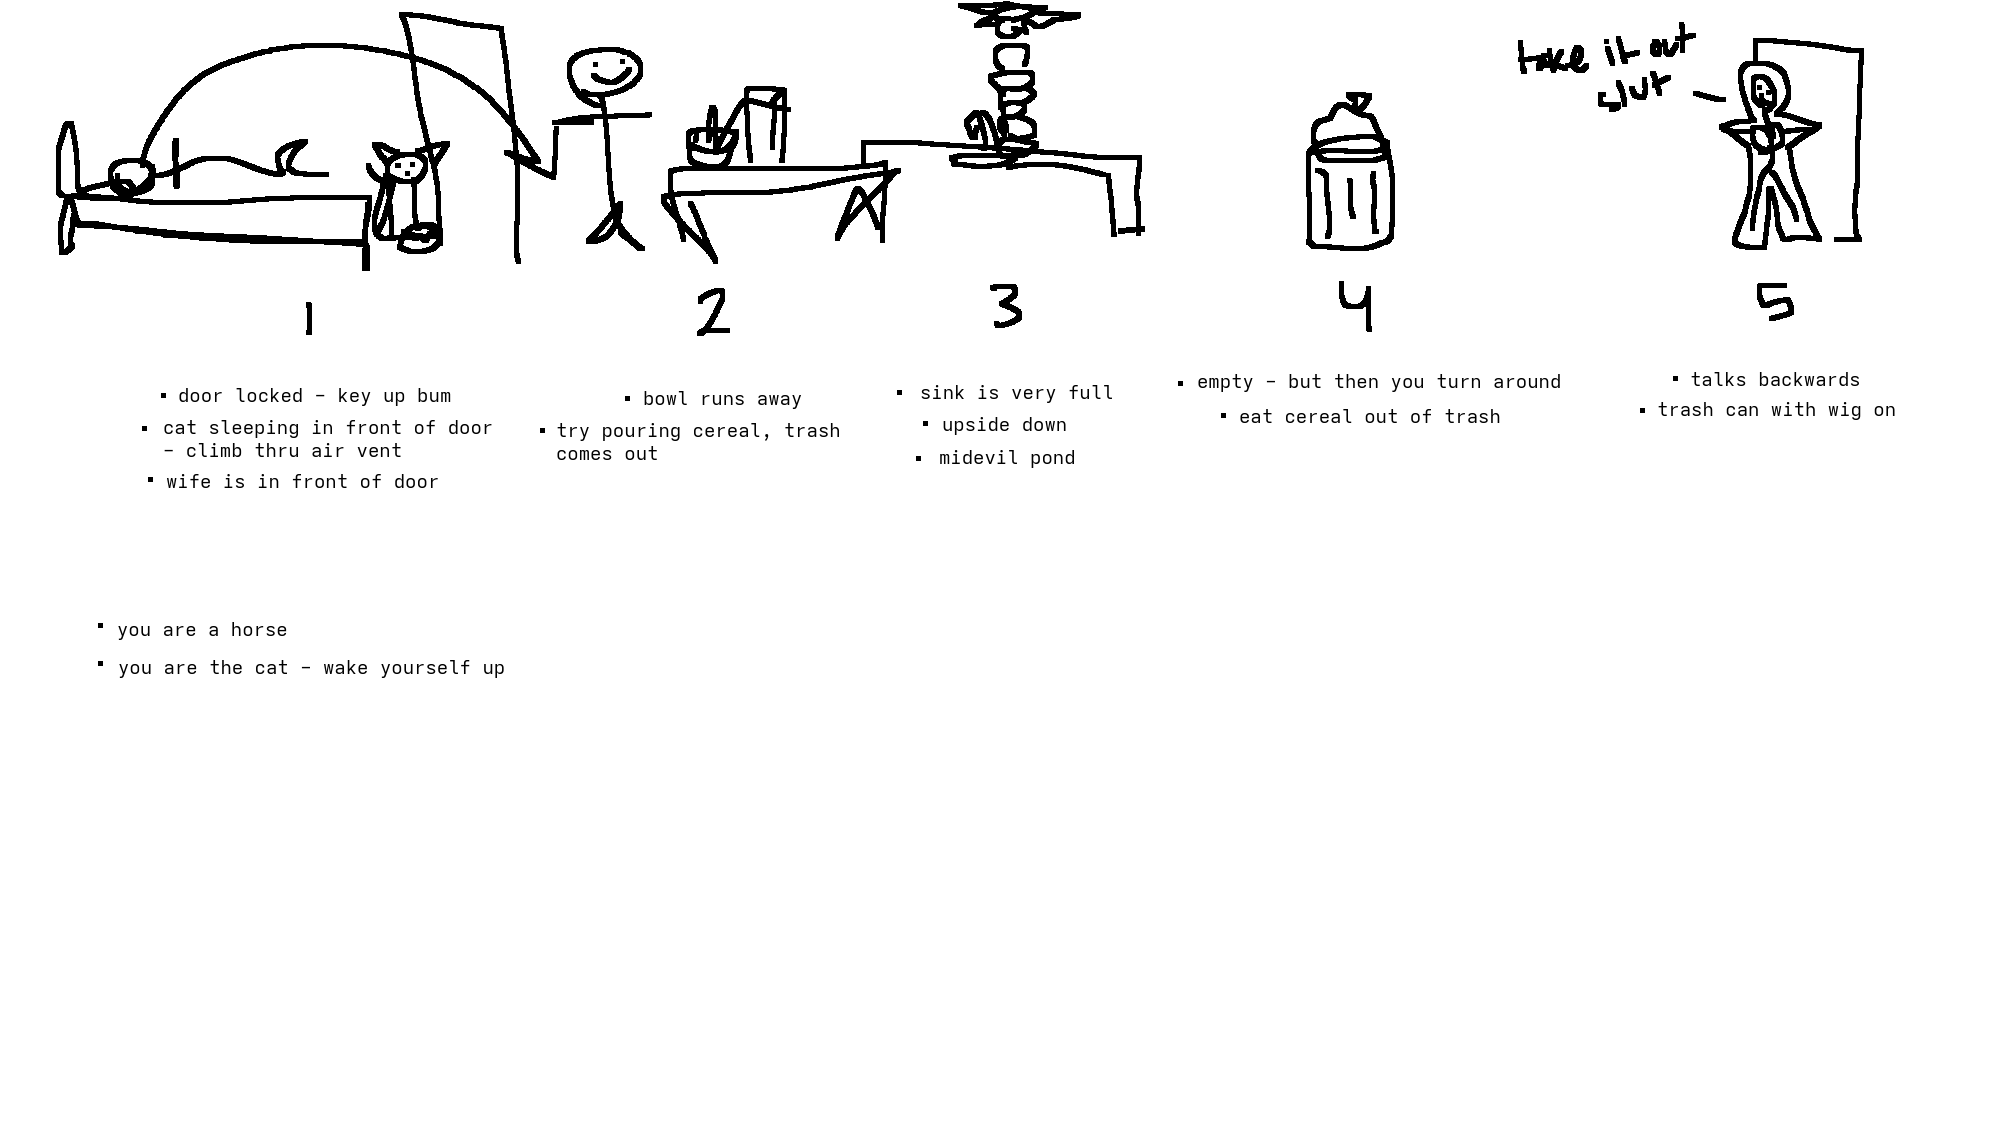 take it out
slut
1
2
3
4
5
▪ door locked – key up bum
▪ cat sleeping in front of door
– climb thru air vent
▪ wife is in front of door
▪ bowl runs away
▪ try pouring cereal, trash
comes out
▪ sink is very full
▪ upside down
▪ midevil pond
▪ empty – but then you turn around
▪ eat cereal out of trash
▪ talks backwards
▪ trash can with wig on
▪ you are a horse
▪ you are the cat – wake yourself up